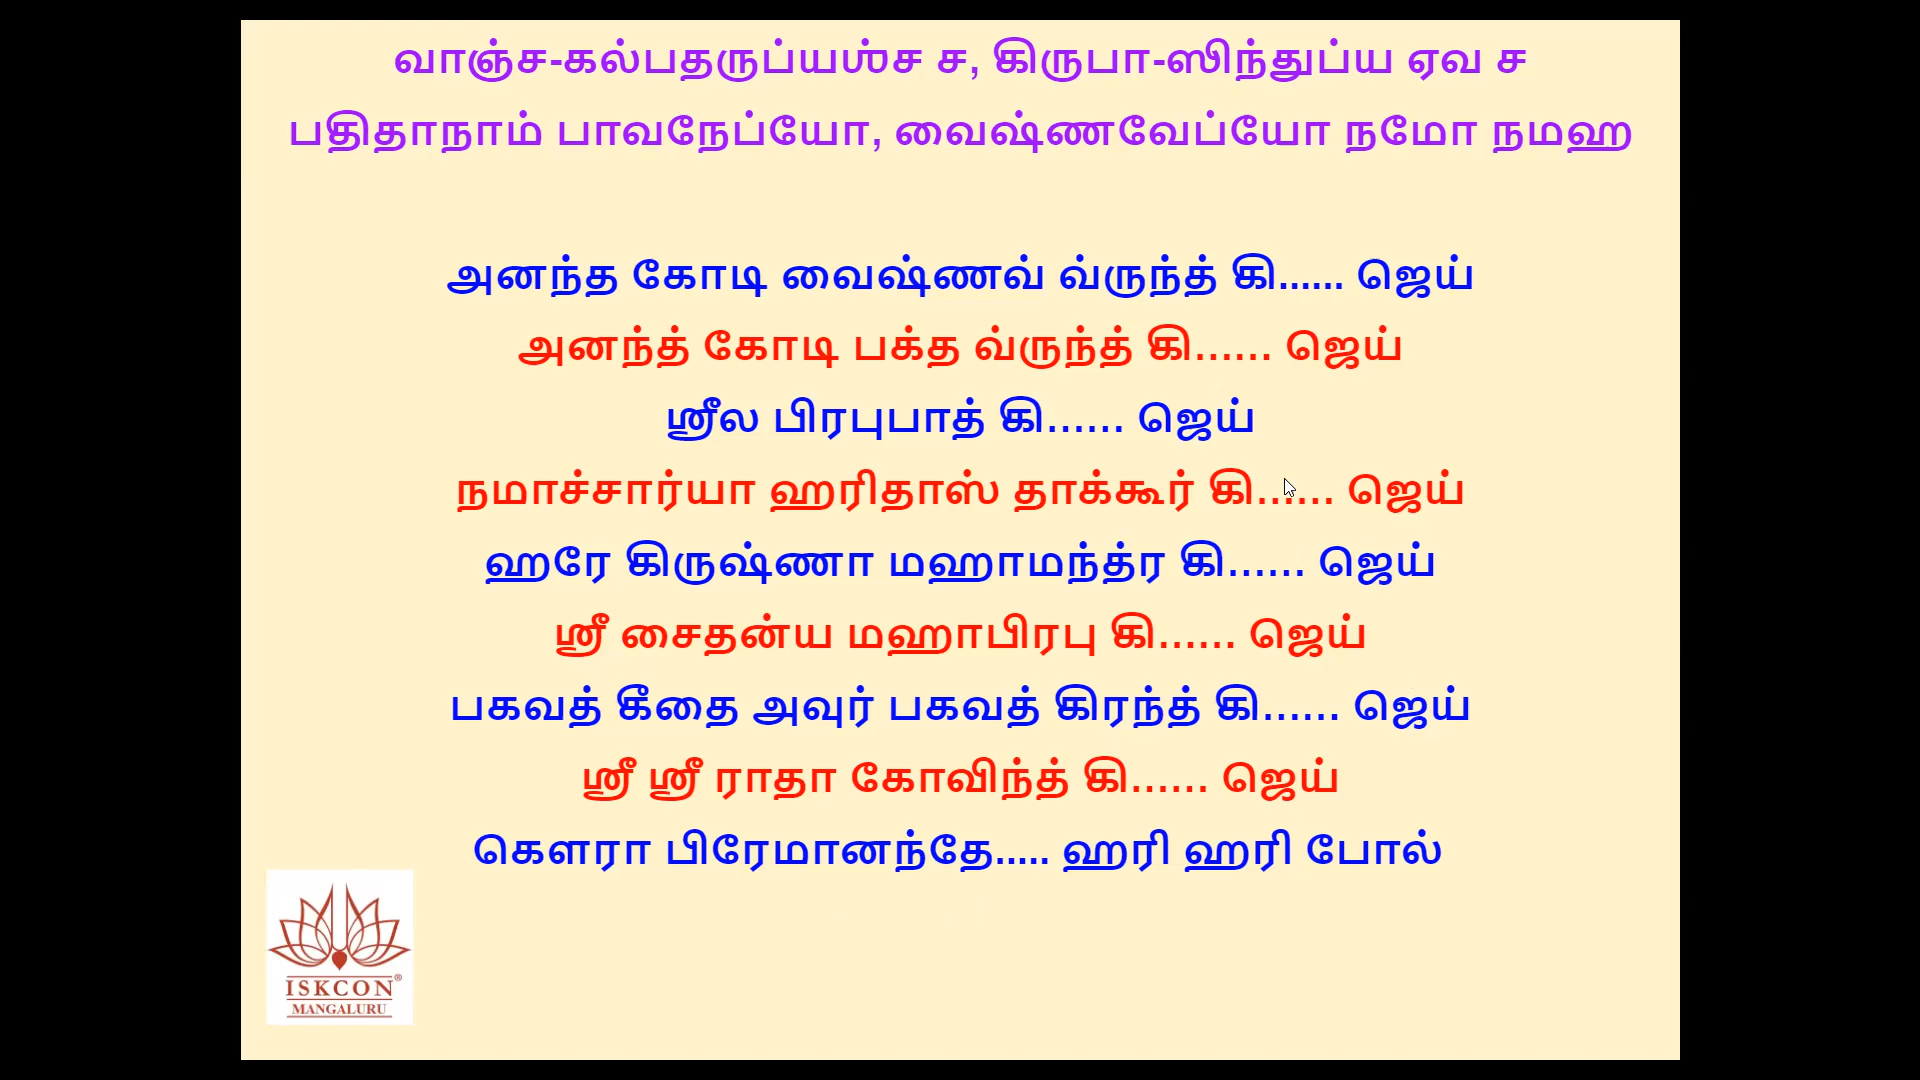 வாஞ்ச-கல்பதருப்யஶ்ச ச, கிருபா-ஸிந்துப்ய ஏவ ச
பதிதாநாம் பாவநேப்யோ, வைஷ்ணவேப்யோ நமோ நமஹ
அனந்த கோடி வைஷ்ணவ் வ்ருந்த் கி...... ஜெய்
அனந்த் கோடி பக்த வ்ருந்த் கி...... ஜெய்
ஸ்ரீல பிரபுபாத் கி...... ஜெய்
நமாச்சார்யா ஹரிதாஸ் தாக்கூர் கி...... ஜெய்
ஹரே கிருஷ்ணா மஹாமந்த்ர கி...... ஜெய்
ஸ்ரீ சைதன்ய மஹாபிரபு கி...... ஜெய்
பகவத் கீதை அவுர் பகவத் கிரந்த் கி...... ஜெய்
ஸ்ரீ ஸ்ரீ ராதா கோவிந்த் கி...... ஜெய்
கௌரா பிரேமானந்தே..... ஹரி ஹரி போல்
ISKCON®
MANGALURU